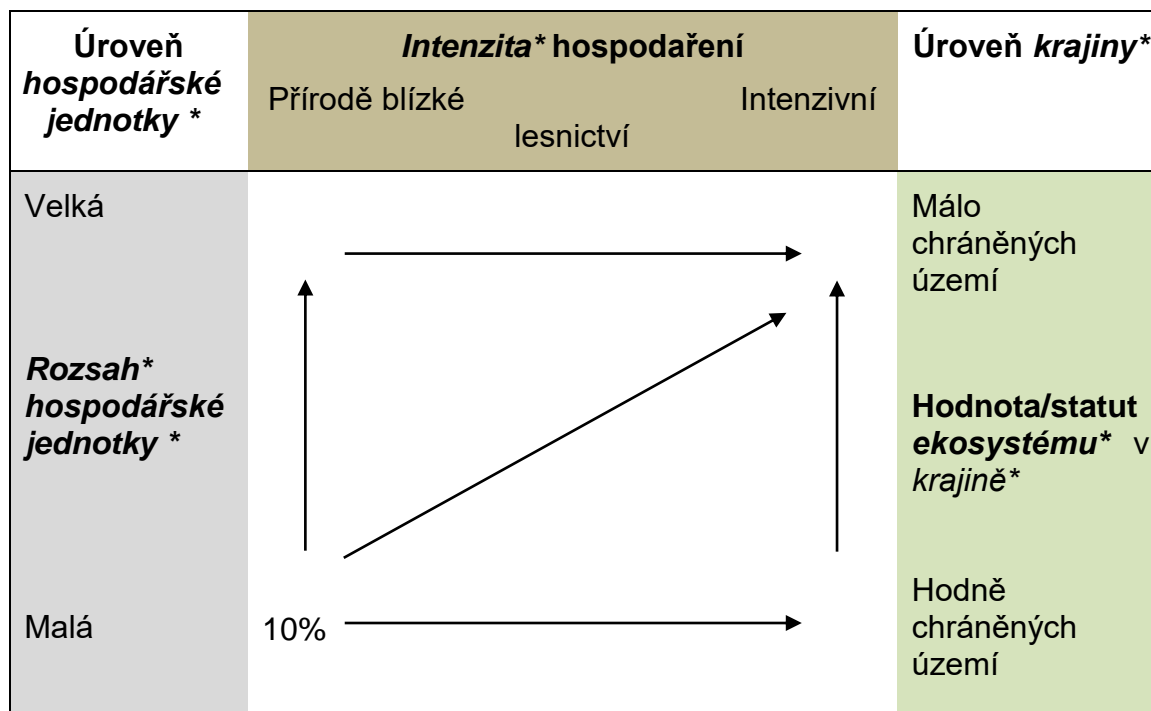 Úroveň
hospodářské
jednotky *
Intenzita* hospodaření
Přírodě blízké Intenzivní
lesnictví
Úroveň krajiny*
Velká
Málo
chráněných
území
Rozsah*
hospodářské
jednotky *
Hodnota/statut
ekosystému* v
krajině*
Malá
10%
Hodně
chráněných
území